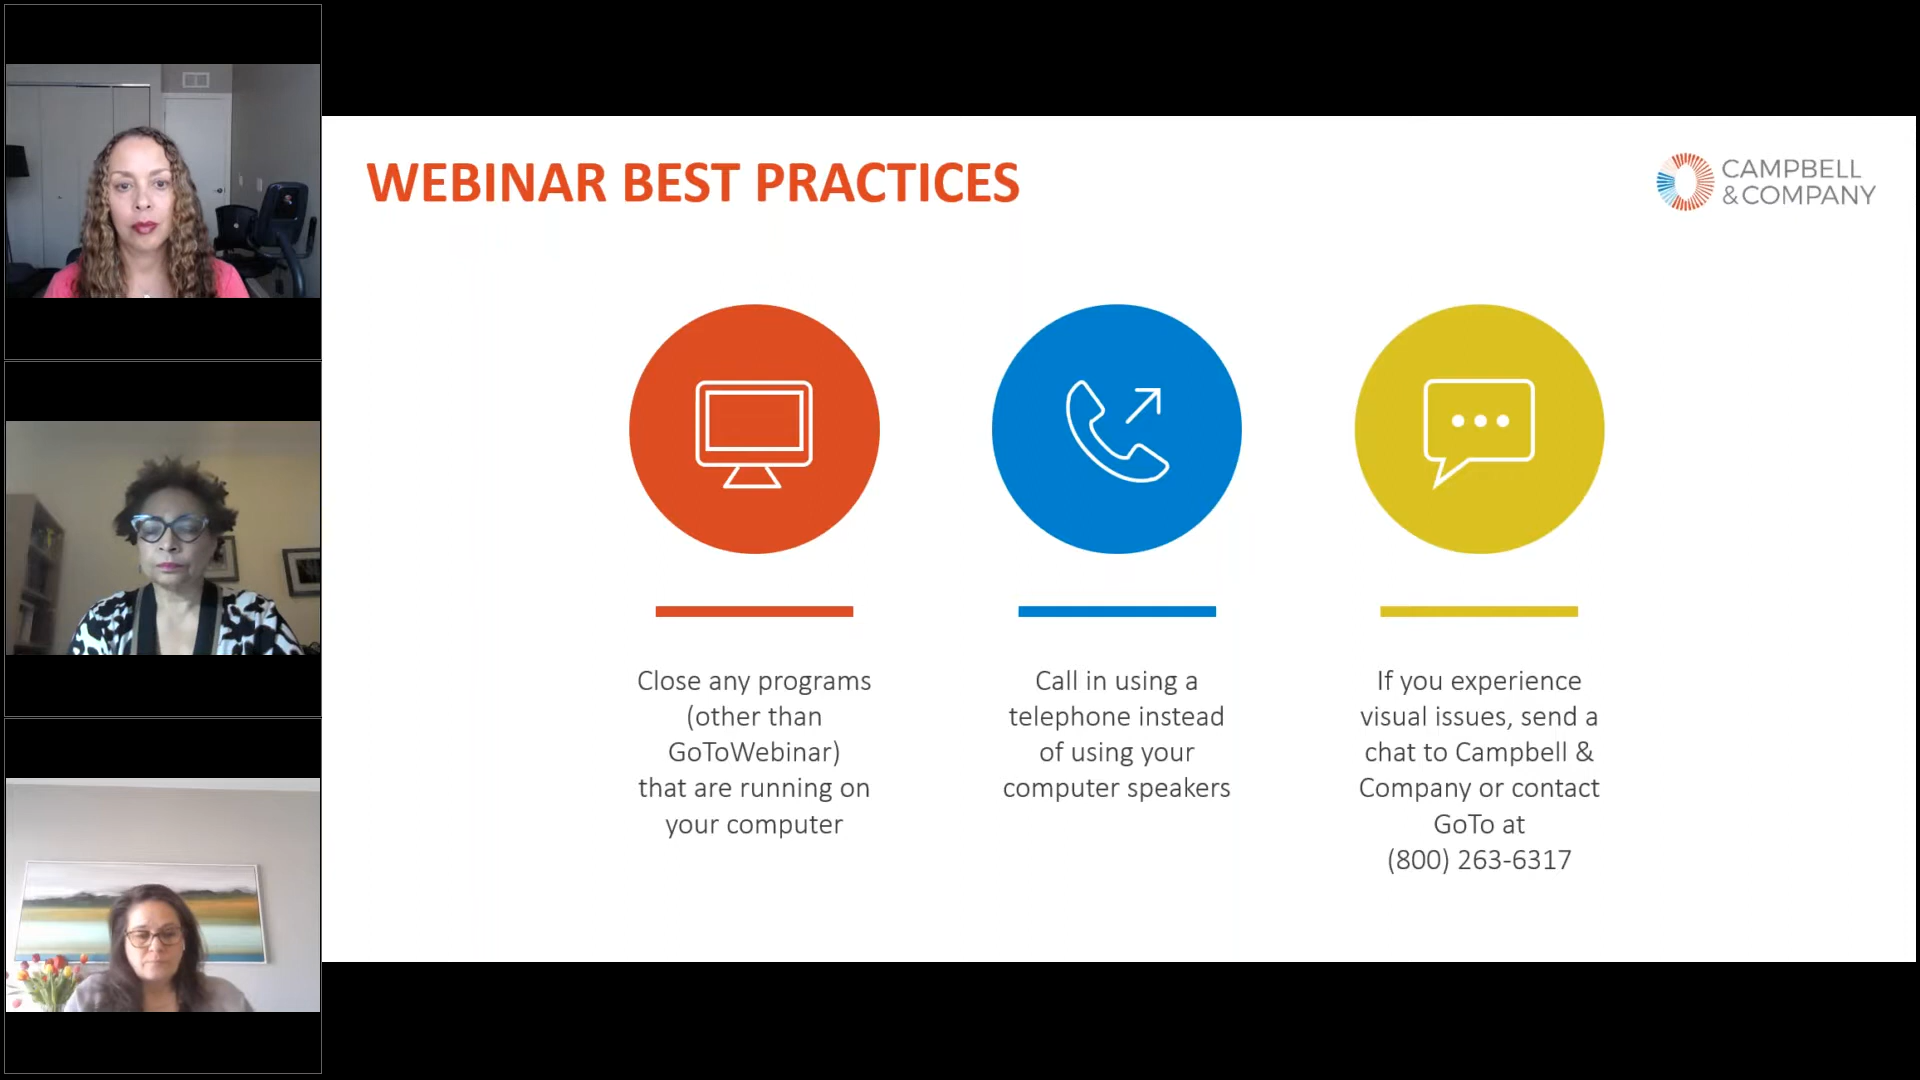 WEBINAR BEST PRACTICES
CAMPBELL
&COMPANY
Close any programs
(other than
GoToWebinar)
that are running on
your computer
Call in using a
telephone instead
of using your
computer speakers
If you experience
visual issues, send a
chat to Campbell &
Company or contact
GoTo at
(800) 263-6317